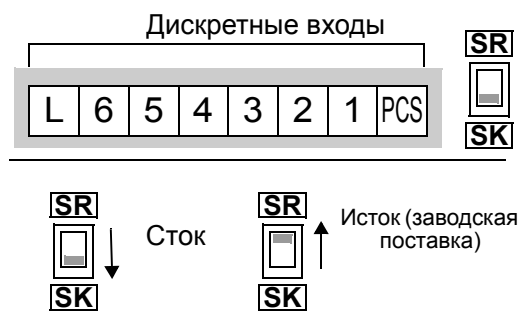 Дискретные входы
SR
L 6 5 4 3 2 1 PCS
SK
SR
Сток
SK
SR
Исток (заводская
поставка)
SK